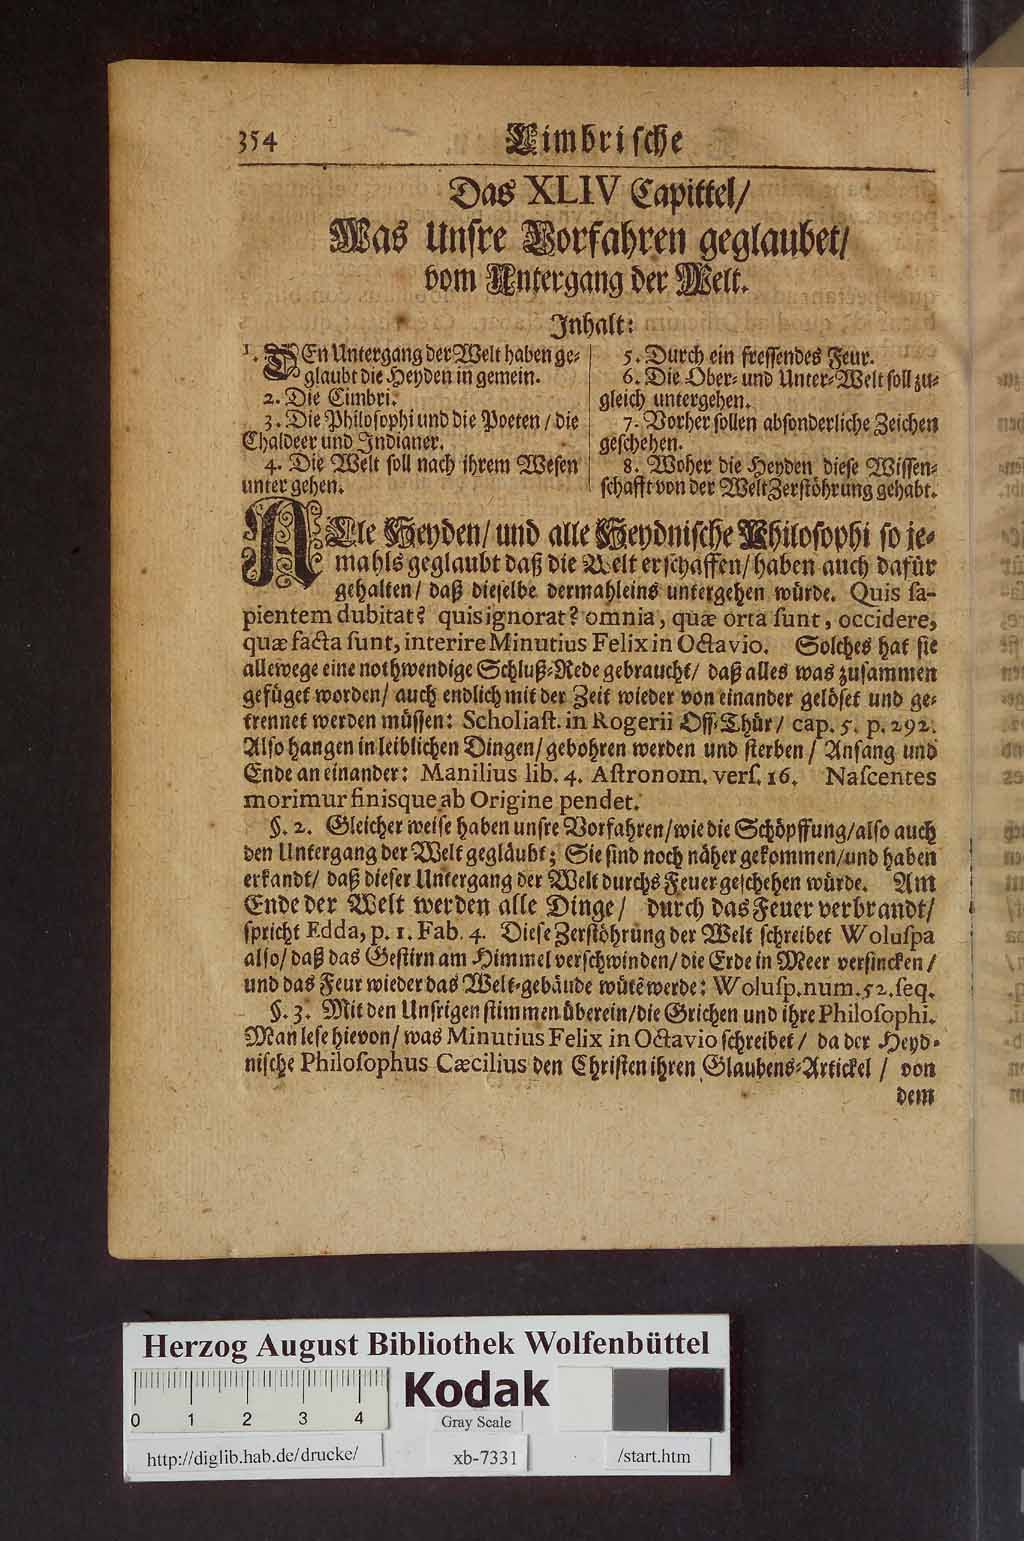 354 Cimbrische
Das XLIV Capittel/
Was Unsre Vorfahren geglaubet/
vom Untergang der Welt.
Inhalt:
1. DEn Untergang der Welt haben ge-
glaubt die Heyden in gemein.
2. Die Cimbri.
3. Die Philosophi und die Poeten / die
Chaldeer und Indianer.
4. Die Welt soll nach ihrem Wesen
unter gehen.
5. Durch ein fressendes Feur.
6. Die Ober- und Unter-Welt soll zu-
gleich untergehen.
7. Vorher sollen absonderliche Zeichen
geschehen.
8. Woher die Heyden diese Wissen-
schafft von der Welt Zerstöhrung gehabt.
ALle Heyden/ und alle Heydnische Philosophi so je-
mahls geglaubt daß die Welt erschaffen/ haben auch dafür
gehalten/ daß dieselbe dermahleins untergehen würde. Quis sa-
pientem dubitat? quis ignorat? omnia, quæ orta sunt, occidere,
quæ facta sunt, interire Minutius Felix in Octavio. Solches hat sie
allewege eine nothwendige Schluß-Rede gebraucht/ daß alles was zusammen
gefüget worden/ auch endlich mit der Zeit wieder von einander gelöset und ge-
trennet werden müssen: Scholiast. in Rogerii Off-Thür/ cap. 5. p. 292.
Also hangen in leiblichen Dingen/ gebohren werden und sterben/ Anfang und
Ende an einander: Manilius lib. 4. Astronom. vers. 16. Nascentes
morimur finisque ab Origine pendet.
§. 2. Gleicher weise haben unsre Vorfahren/ wie die Schöpffung/ also auch
den Untergang der Welt gegläubt; Sie sind noch näher gekommen/ und haben
erkandt/ daß dieser Untergang der Welt durchs Feuer geschehen würde. Am
Ende der Welt werden alle Dinge/ durch das Feuer verbrandt/
spricht Edda, p. 1. Fab. 4. Diese Zerstöhrung der Welt schreibet Woluspa
also/ daß das Gestirn am Himmel verschwinden/ die Erde in Meer versincken/
und das Feur wieder das Welt-gebäude wütē werde: Wolusp. num. 52. seq.
§. 3. Mit den Unsrigen stimmen überein/ die Grichen und ihre Philosophi.
Man lese hievon/ was Minutius Felix in Octavio schreibet/ da der Heyd-
nische Philosophus Cæcilius den Christen ihren Glaubens-Artickel / von
dem
Herzog August Bibliothek Wolfenbüttel
0 1 2 3 4
Kodak
Gray Scale
http://diglib.hab.de/drucke/ xb-7331 /start.htm